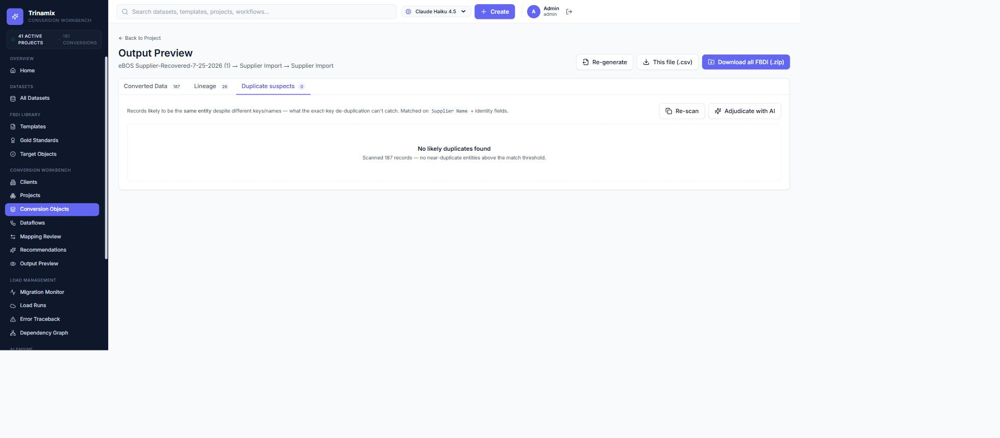 Trinamix
CONVERSION WORKBENCH
41 ACTIVE PROJECTS · 181 CONVERSIONS
OVERVIEW
Home
DATASETS
All Datasets
FBDI LIBRARY
Templates
Gold Standards
Target Objects
CONVERSION WORKBENCH
Clients
Projects
Conversion Objects
Dataflows
Mapping Review
Recommendations
Output Preview
LOAD MANAGEMENT
Migration Monitor
Load Runs
Error Traceback
Dependency Graph
AI ENGINE
Search datasets, templates, projects, workflows...
Claude Haiku 4.5
Create
A
Admin
admin
← Back to Project
Output Preview
eBOS Supplier-Recovered-7-25-2026 (1) → Supplier Import → Supplier Import
Re-generate
This file (.csv)
Download all FBDI (.zip)
Converted Data 187
Lineage 26
Duplicate suspects 0
Records likely to be the same entity despite different keys/names — what the exact-key de-duplication can't catch. Matched on Supplier Name + identity fields.
Re-scan
Adjudicate with AI
No likely duplicates found
Scanned 187 records — no near-duplicate entities above the match threshold.